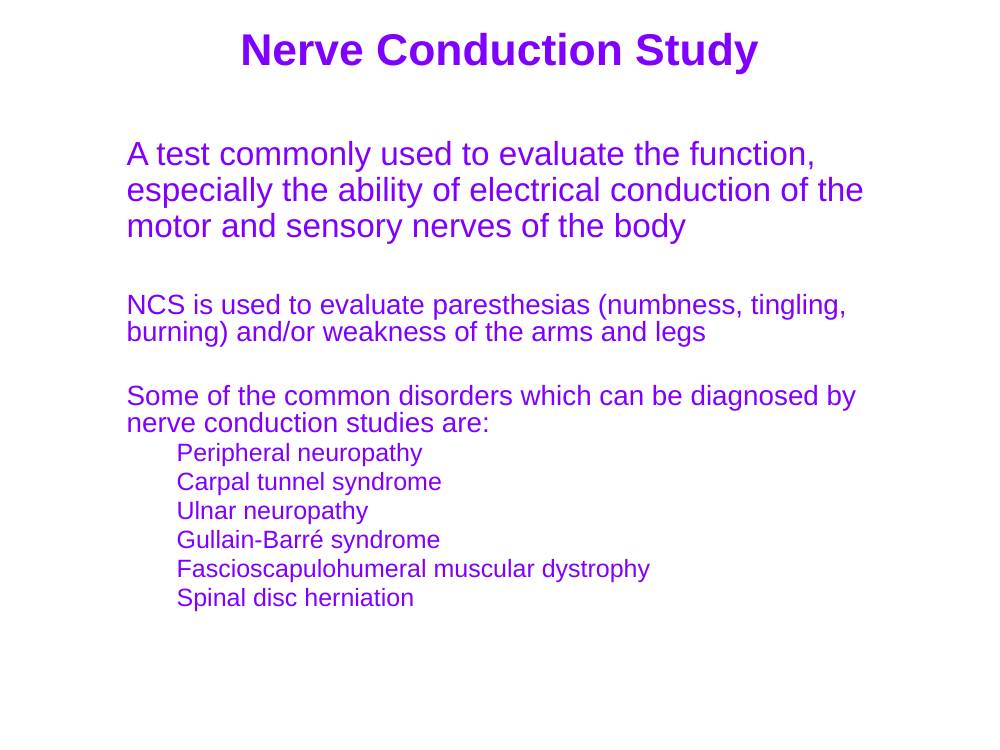 Nerve Conduction Study
A test commonly used to evaluate the function,
especially the ability of electrical conduction of the
motor and sensory nerves of the body
NCS is used to evaluate paresthesias (numbness, tingling,
burning) and/or weakness of the arms and legs
Some of the common disorders which can be diagnosed by
nerve conduction studies are:
Peripheral neuropathy
Carpal tunnel syndrome
Ulnar neuropathy
Gullain-Barré syndrome
Fascioscapulohumeral muscular dystrophy
Spinal disc herniation